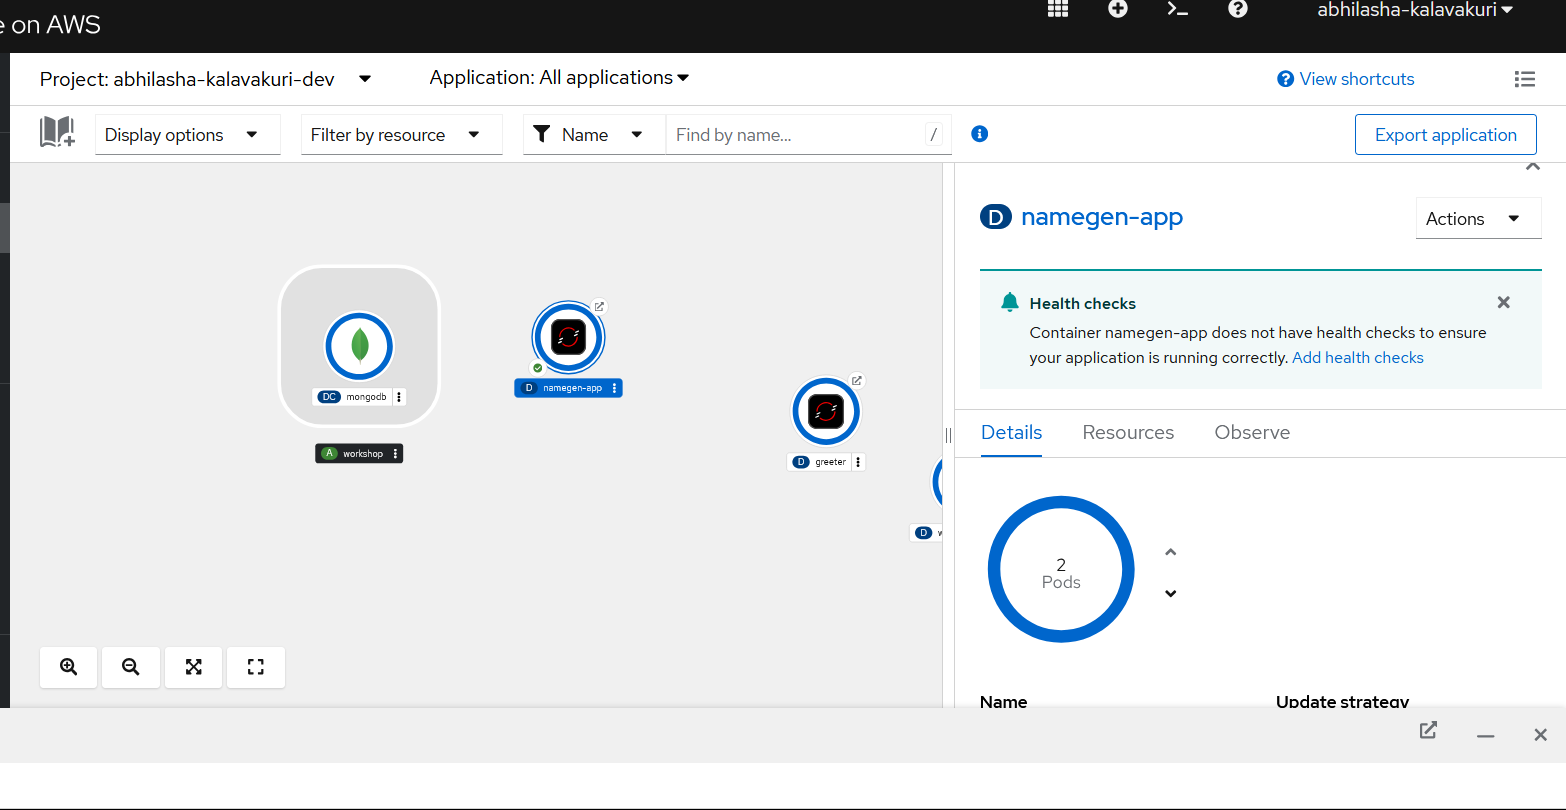 e on AWS
abhilasha-kalavakuri
Project: abhilasha-kalavakuri-dev
Application: All applications
View shortcuts
Display options
Filter by resource
Name
Find by name...
/
Export application
D namegen-app
Actions
Health checks
Container namegen-app does not have health checks to ensure
your application is running correctly. Add health checks
DC mongodb
D namegen-app
A workshop
D greeter
D w
Details
Resources
Observe
2
Pods
Name
Update strategy